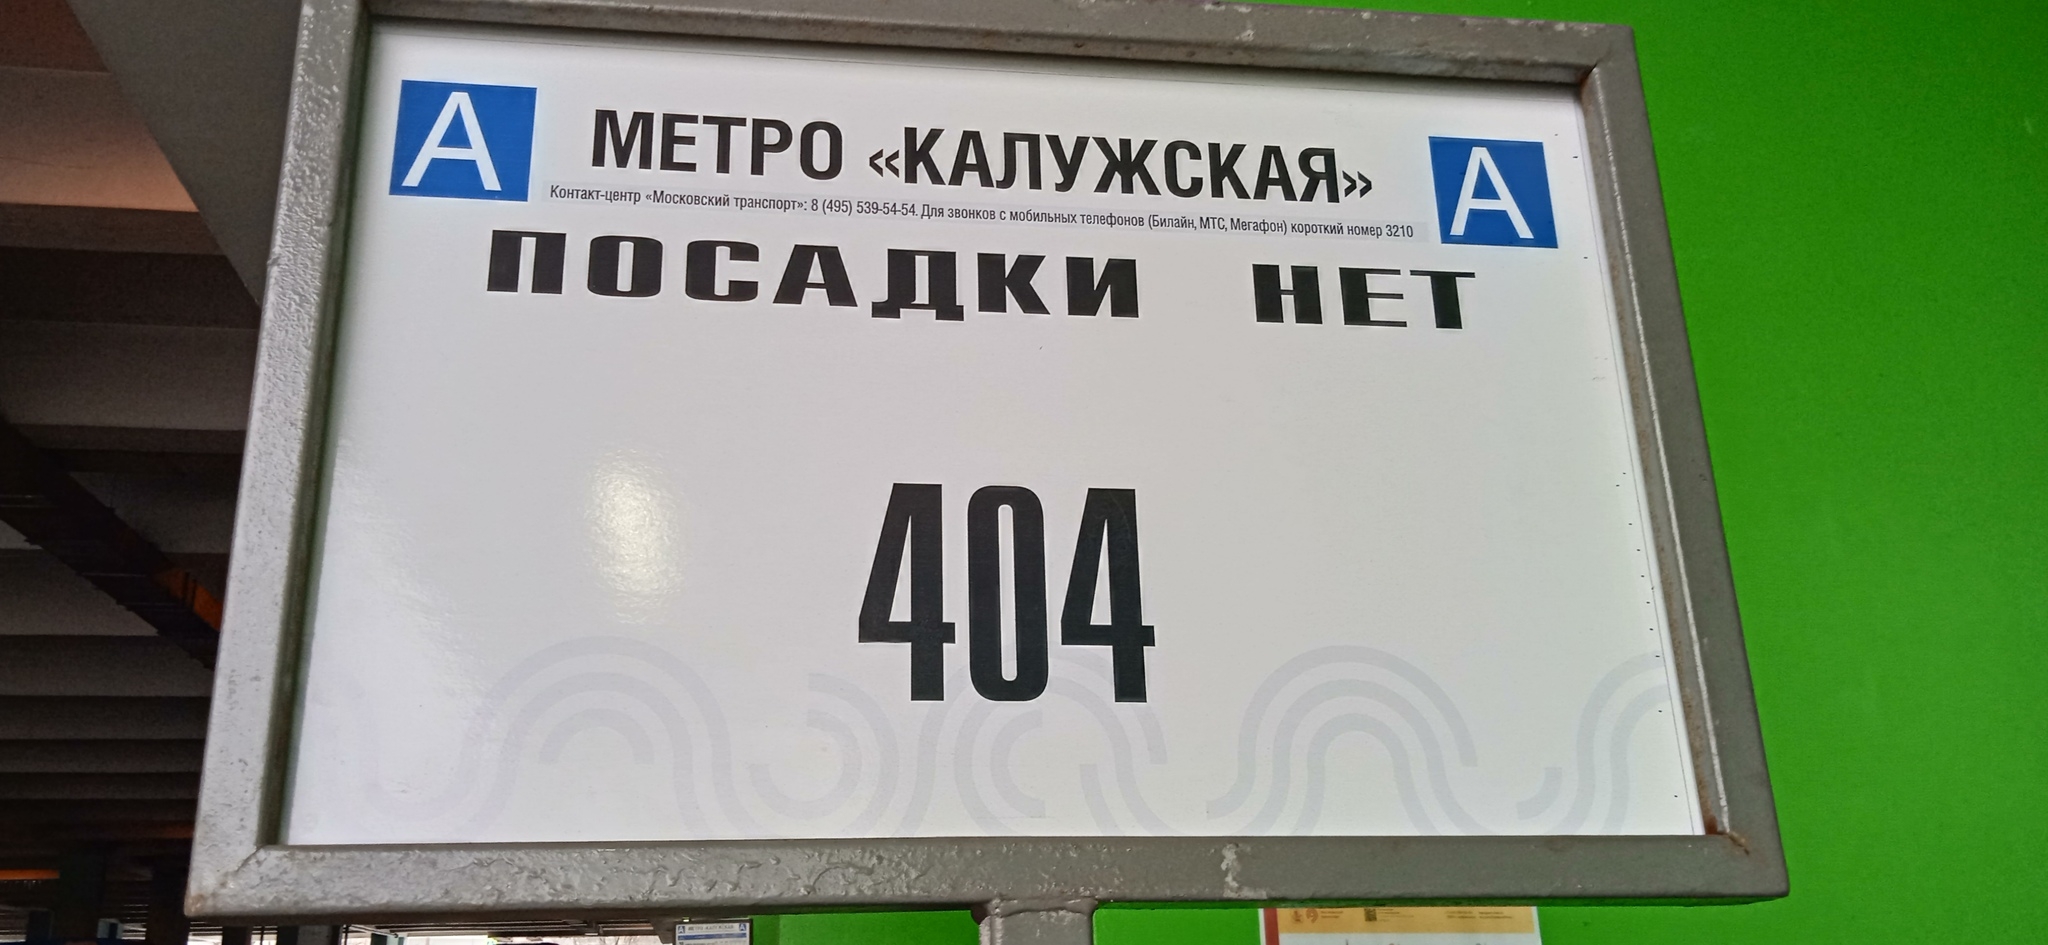 А МЕТРО «КАЛУЖСКАЯ» А
Контакт-центр «Московский транспорт»: 8 (495) 539-54-54. Для звонков с мобильных телефонов (Билайн, МТС, Мегафон) короткий номер 3210
ПОСАДКИ НЕТ
404